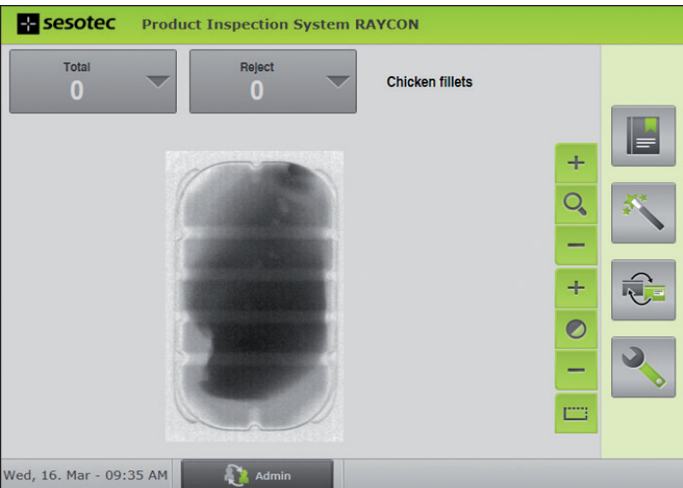 sesotec Product Inspection System RAYCON
Total
0
Reject
0
Chicken fillets
Wed, 16. Mar - 09:35 AM
Admin